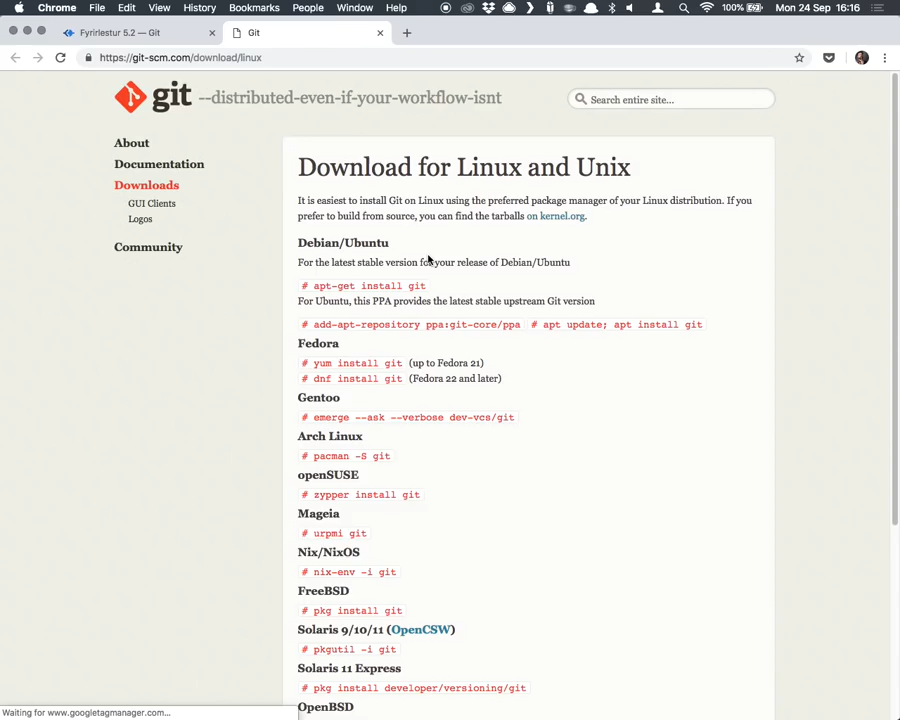 Chrome File Edit View History Bookmarks People Window Help 100% Mon 24 Sep 16:16
Fyrirlestur 5.2 — Git
Git
https://git-scm.com/download/linux
git --distributed-even-if-your-workflow-isnt
Search entire site...
About
Documentation
Downloads
GUI Clients
Logos
Community
Download for Linux and Unix
It is easiest to install Git on Linux using the preferred package manager of your Linux distribution. If you
prefer to build from source, you can find the tarballs on kernel.org.
Debian/Ubuntu
For the latest stable version for your release of Debian/Ubuntu
# apt-get install git
For Ubuntu, this PPA provides the latest stable upstream Git version
# add-apt-repository ppa:git-core/ppa # apt update; apt install git
Fedora
# yum install git (up to Fedora 21)
# dnf install git (Fedora 22 and later)
Gentoo
# emerge --ask --verbose dev-vcs/git
Arch Linux
# pacman -S git
openSUSE
# zypper install git
Mageia
# urpmi git
Nix/NixOS
# nix-env -i git
FreeBSD
# pkg install git
Solaris 9/10/11 (OpenCSW)
# pkgutil -i git
Solaris 11 Express
# pkg install developer/versioning/git
OpenBSD
Waiting for www.googletagmanager.com...